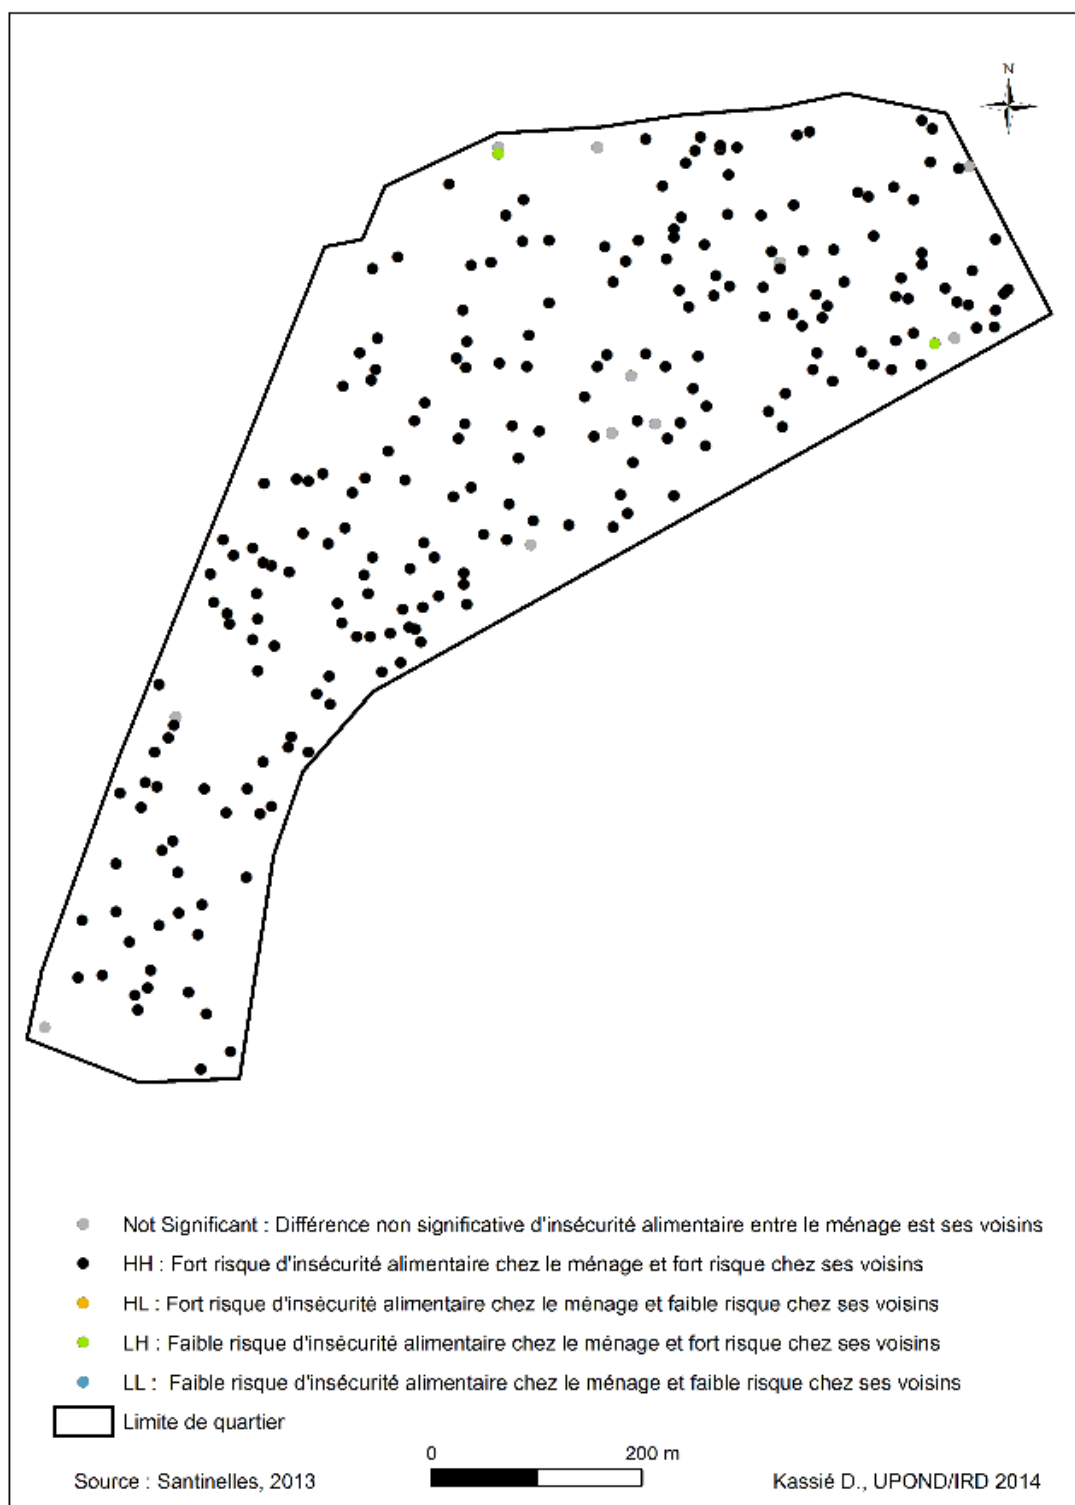 N
Not Significant : Différence non significative d'insécurité alimentaire entre le ménage est ses voisins
HH : Fort risque d'insécurité alimentaire chez le ménage et fort risque chez ses voisins
HL : Fort risque d'insécurité alimentaire chez le ménage et faible risque chez ses voisins
LH : Faible risque d'insécurité alimentaire chez le ménage et fort risque chez ses voisins
LL : Faible risque d'insécurité alimentaire chez le ménage et faible risque chez ses voisins
Limite de quartier
0 200 m
Source : Santinelles, 2013 Kassié D., UPOND/IRD 2014